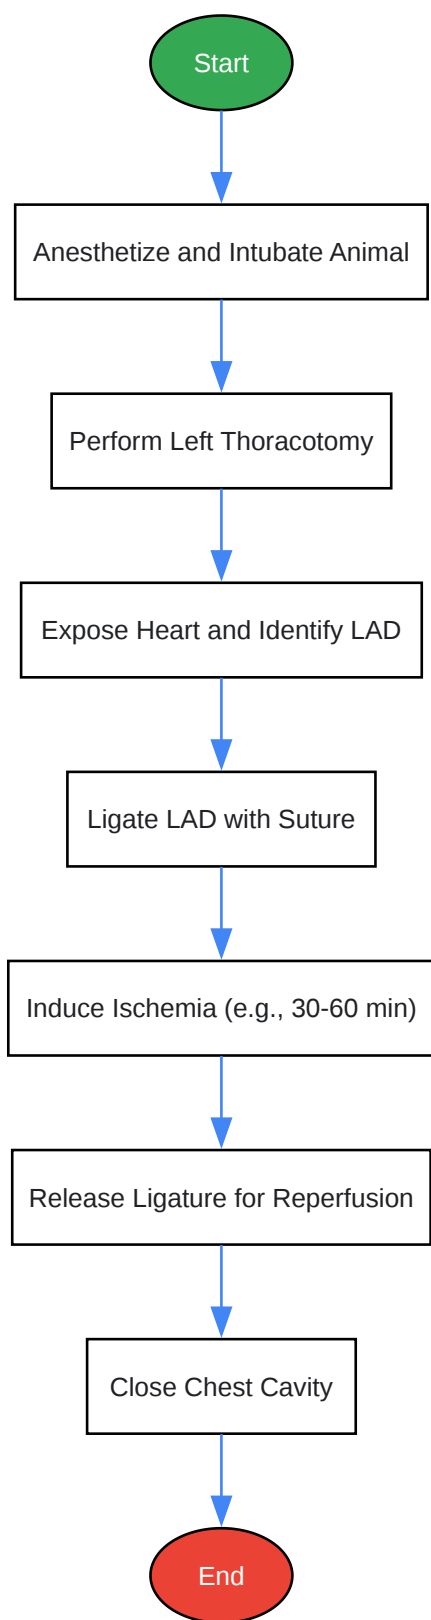 Start
Anesthetize and Intubate Animal
Perform Left Thoracotomy
Expose Heart and Identify LAD
Ligate LAD with Suture
Induce Ischemia (e.g., 30-60 min)
Release Ligature for Reperfusion
Close Chest Cavity
End